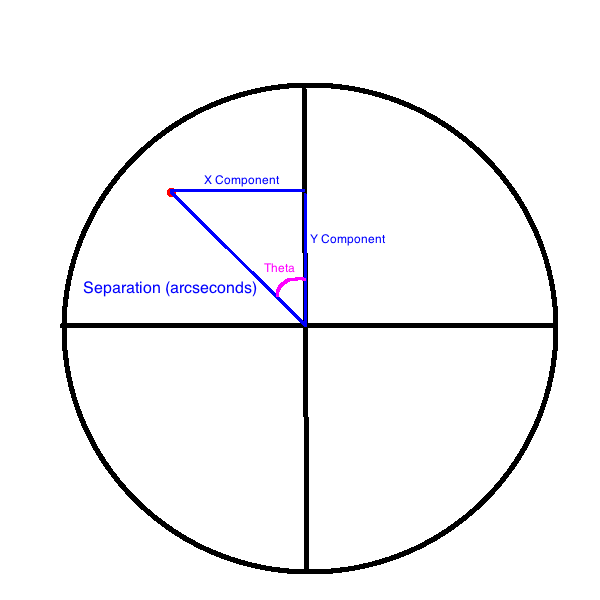 X Component
Y Component
Theta
Separation (arcseconds)